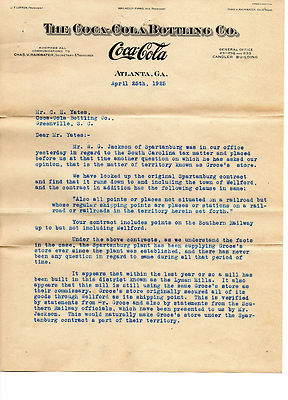 THE COCA-COLA BOTTLING CO.
ADDRESS ALL
COMMUNICATIONS TO
CHAS. V. RAINWATER, SECRETARY & TREASURER
Coca-Cola
GENERAL OFFICE
CANDLER BUILDING
ATLANTA, GA.
April 25th, 1925
Mr. C. H. Yates,
Coca-Cola Bottling Co.,
Greenville, S. C.
Dear Mr. Yates:-
Mr. S. G. Jackson of Spartanburg was in our office
yesterday in regard to the South Carolina tax matter and placed
before us at that time another question on which he has asked
our opinion, that is the matter of territory known as Groce's store.
We have looked up the original Spartanburg contract
and find that it runs down to and including the town of Wellford,
and the contract in addition has the following clause in same:
"Also all points or places not situated on a railroad but
whose regular shipping points are places or stations on a rail-
road or railroads in the territory herein set forth."
Your contract includes points on the Southern Railway
up to but not including Wellford.
Under the above contracts, as we understand the facts
in the case the Spartanburg plant has been supplying Groce's
store ever since the plant was established, and there has never
been any question in regard to same during all that period of
time.
It appears that within the last year or so a mill has
been built in this district known as the Lyman Mills. It also
appears that this mill is still using the same Groce's store as
their commissary. Groce's store originally secured all of its
goods through Wellford as its shipping point. This is verified
by statements from Mr. Groce and also by statements from the Sou-
thern Railway officials, which have been presented to us by Mr.
Jackson. This would naturally make Groce's store under the Spar-
tanburg contract a part of their territory.